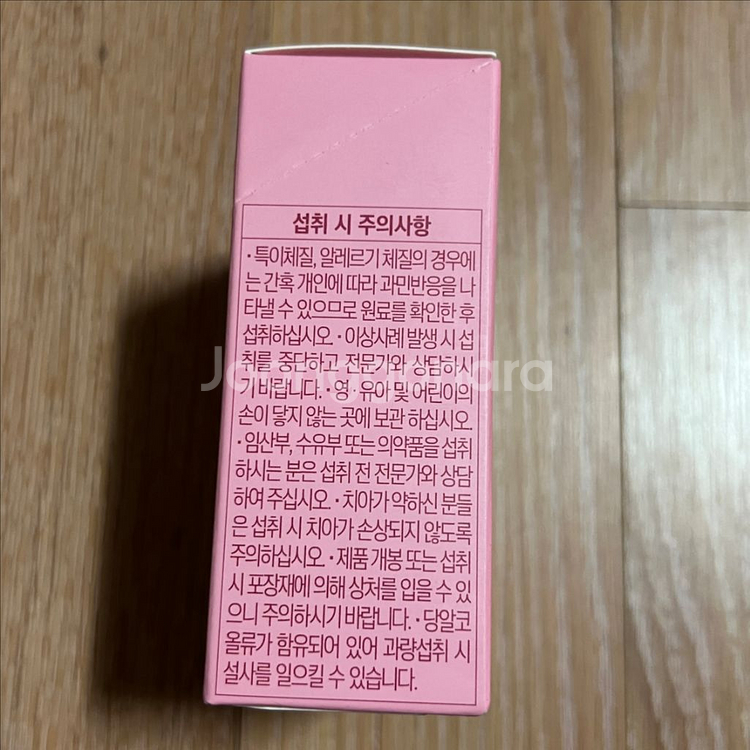 섭취 시 주의사항
·특이체질, 알레르기 체질의 경우에
는 간혹 개인에 따라 과민반응을 나
타낼 수 있으므로 원료를 확인한 후
섭취하십시오. ·이상사례 발생 시 섭
취를 중단하고 전문가와 상담하시
기 바랍니다. ·영·유아 및 어린이의
손이 닿지 않는 곳에 보관 하십시오.
·임산부, 수유부 또는 의약품을 섭취
하시는 분은 섭취 전 전문가와 상담
하여 주십시오. ·치아가 약하신 분들
은 섭취 시 치아가 손상되지 않도록
주의하십시오. ·제품 개봉 또는 섭취
시 포장재에 의해 상처를 입을 수 있
으니 주의하시기 바랍니다. ·당알코
올류가 함유되어 있어 과량섭취 시
설사를 일으킬 수 있습니다.
Joonggonara